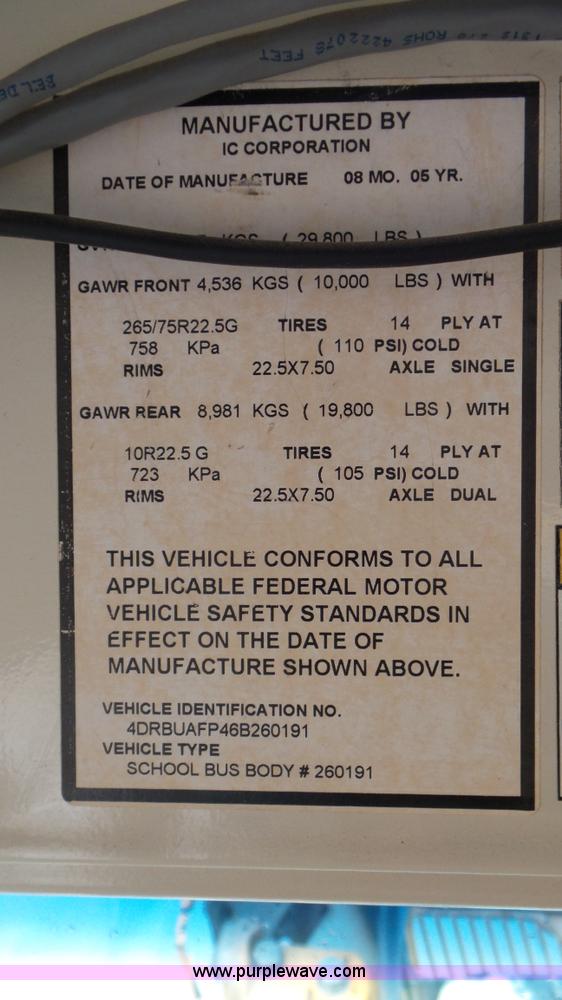 1312 ROHS 4222078 FEET
BELDE
MANUFACTURED BY
IC CORPORATION
DATE OF MANUFACTURE 08 MO. 05 YR.
KGS ( 29,800 LBS )
GAWR FRONT 4,536 KGS ( 10,000 LBS ) WITH
265/75R22.5G TIRES 14 PLY AT
758 KPa ( 110 PSI) COLD
RIMS 22.5X7.50 AXLE SINGLE
GAWR REAR 8,981 KGS ( 19,800 LBS ) WITH
10R22.5 G TIRES 14 PLY AT
723 KPa ( 105 PSI) COLD
RIMS 22.5X7.50 AXLE DUAL
THIS VEHICLE CONFORMS TO ALL
APPLICABLE FEDERAL MOTOR
VEHICLE SAFETY STANDARDS IN
EFFECT ON THE DATE OF
MANUFACTURE SHOWN ABOVE.
VEHICLE IDENTIFICATION NO.
4DRBUAFP46B260191
VEHICLE TYPE
SCHOOL BUS BODY # 260191
www.purplewave.com